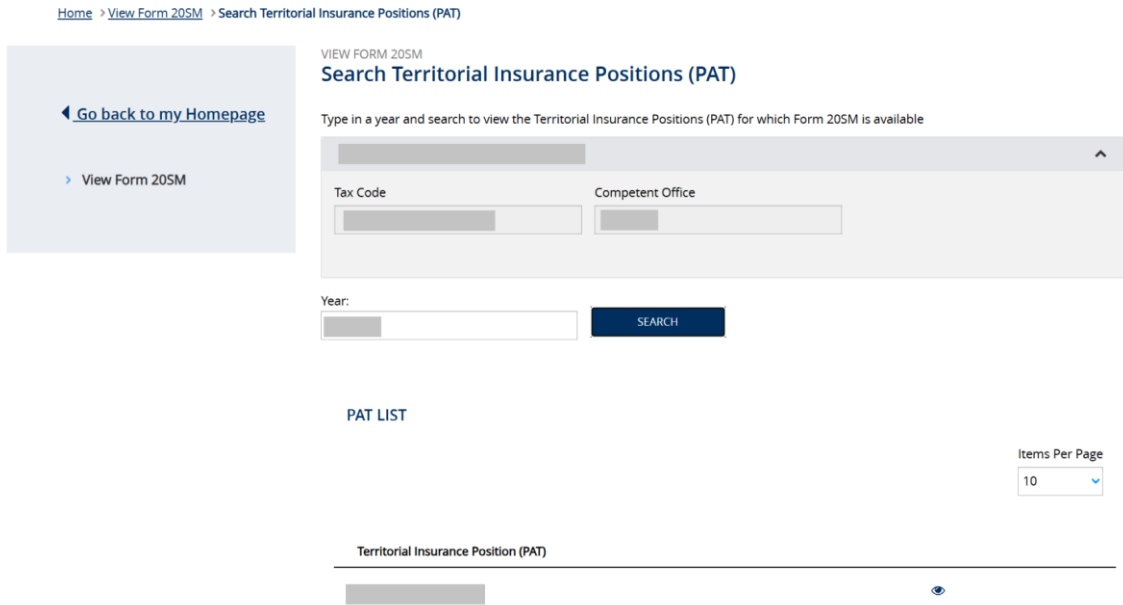 Home > View Form 20SM > Search Territorial Insurance Positions (PAT)
Go back to my Homepage
View Form 20SM
VIEW FORM 20SM
Search Territorial Insurance Positions (PAT)
Type in a year and search to view the Territorial Insurance Positions (PAT) for which Form 20SM is available
Tax Code
Competent Office
Year:
SEARCH
PAT LIST
Items Per Page
10
Territorial Insurance Position (PAT)